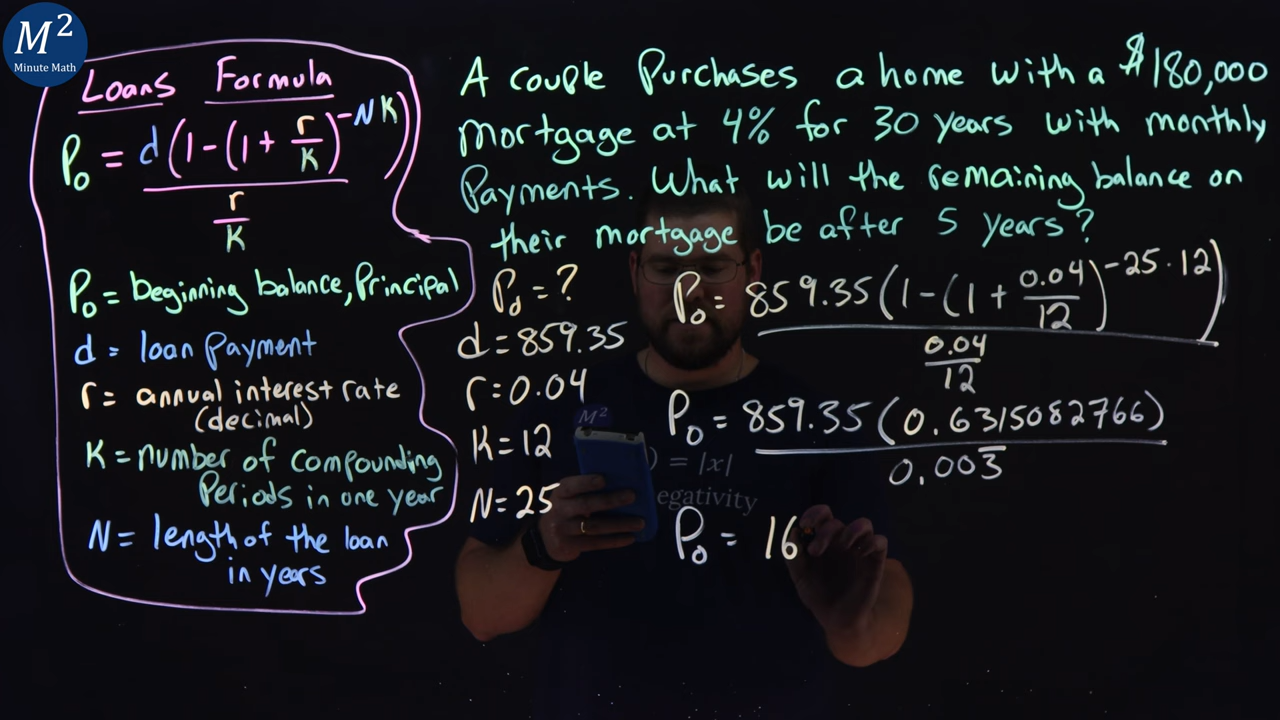 M²
Minute Math
Loans Formula
P₀ = d(1-(1+ r/k)^-NK)
r/k
P₀ = beginning balance, Principal
d = loan payment
r = annual interest rate
(decimal)
K = number of compounding
Periods in one year
N = length of the loan
in years
A couple Purchases a home with a $180,000
mortgage at 4% for 30 years with monthly
Payments. What will the remaining balance on
their mortgage be after 5 years?
P₀ = ?
d = 859.35
r = 0.04
K = 12
N = 25
P₀ = 859.35(1-(1+ 0.04/12)^-25·12)
0.04/12
P₀ = 859.35(0.6315082766)
0.003̅
P₀ = 16
M²
) = |x|
egativity